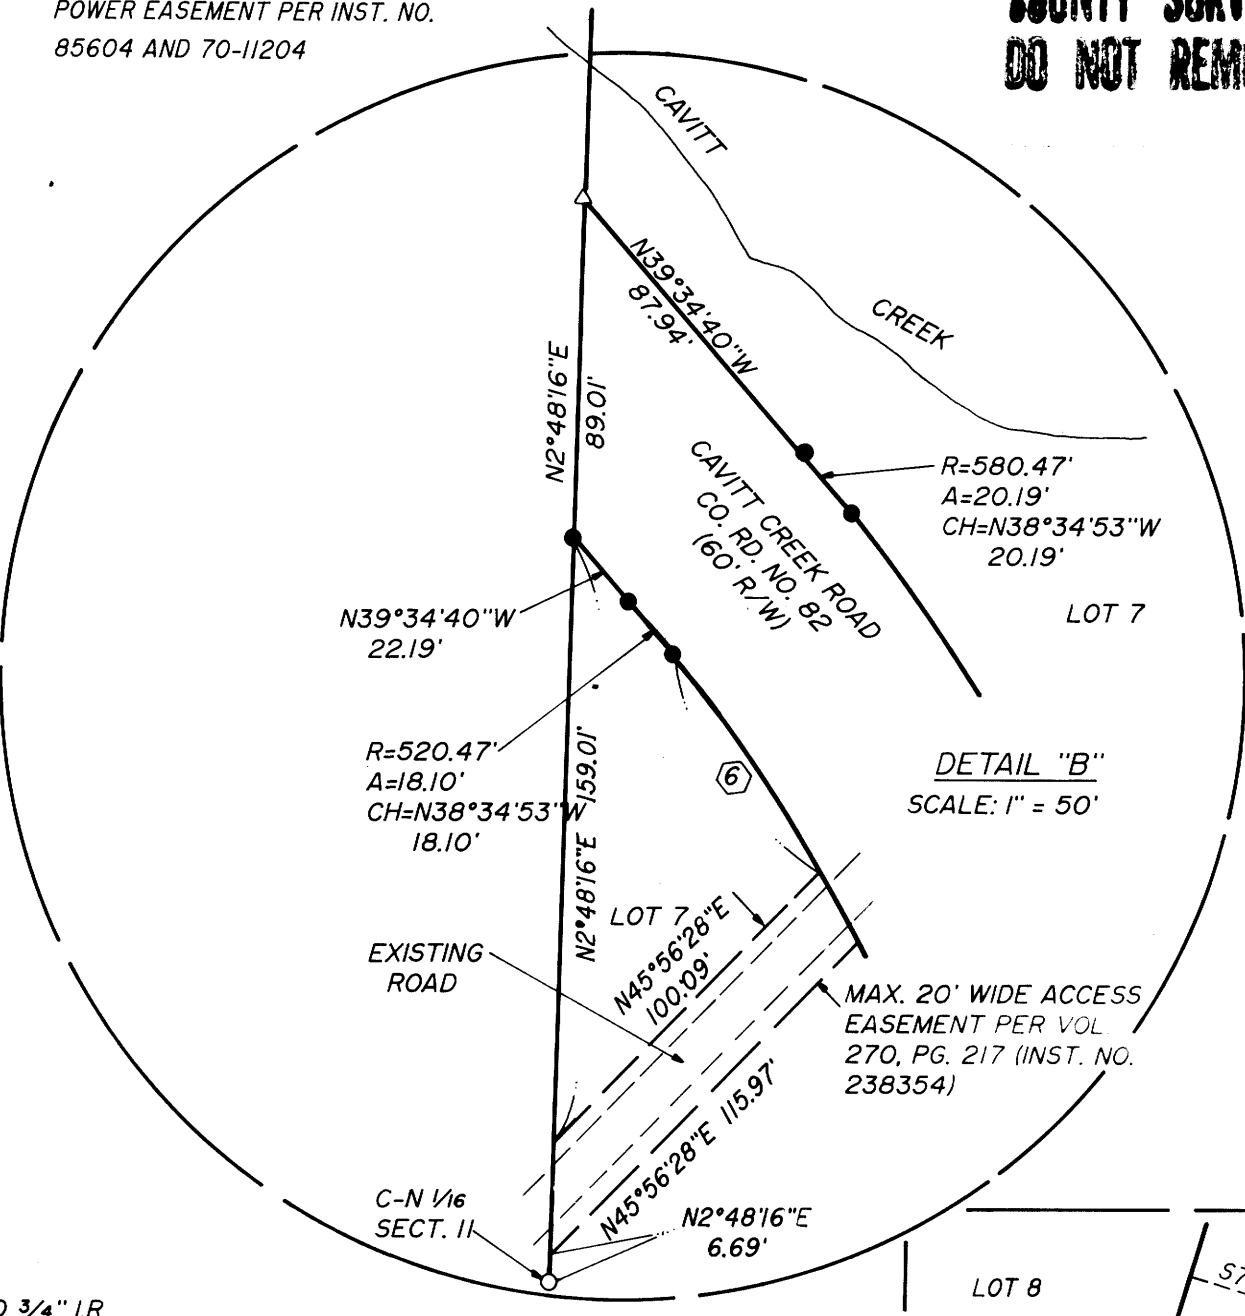 POWER EASEMENT PER INST. NO.
85604 AND 70-11204
DO NOT
CAVITT
CREEK
N39°34'40"W
87.94'
N2°48'16"E
89.01'
R=580.47'
A=20.19'
CH=N38°34'53"W
20.19'
CAVITT CREEK ROAD
CO. RD. NO. 82
(60' R/W)
LOT 7
N39°34'40"W
22.19'
R=520.47'
A=18.10'
CH=N38°34'53"W
18.10'
N2°48'16"E 159.01'
6
DETAIL "B"
SCALE: 1" = 50'
LOT 7
N45°56'28"E
100.09'
EXISTING
ROAD
MAX. 20' WIDE ACCESS
EASEMENT PER VOL
270, PG. 217 (INST. NO.
238354)
N45°56'28"E 115.97'
C-N 1/16
SECT. 11
N2°48'16"E
6.69'
LOT 8
3/4" I.R.